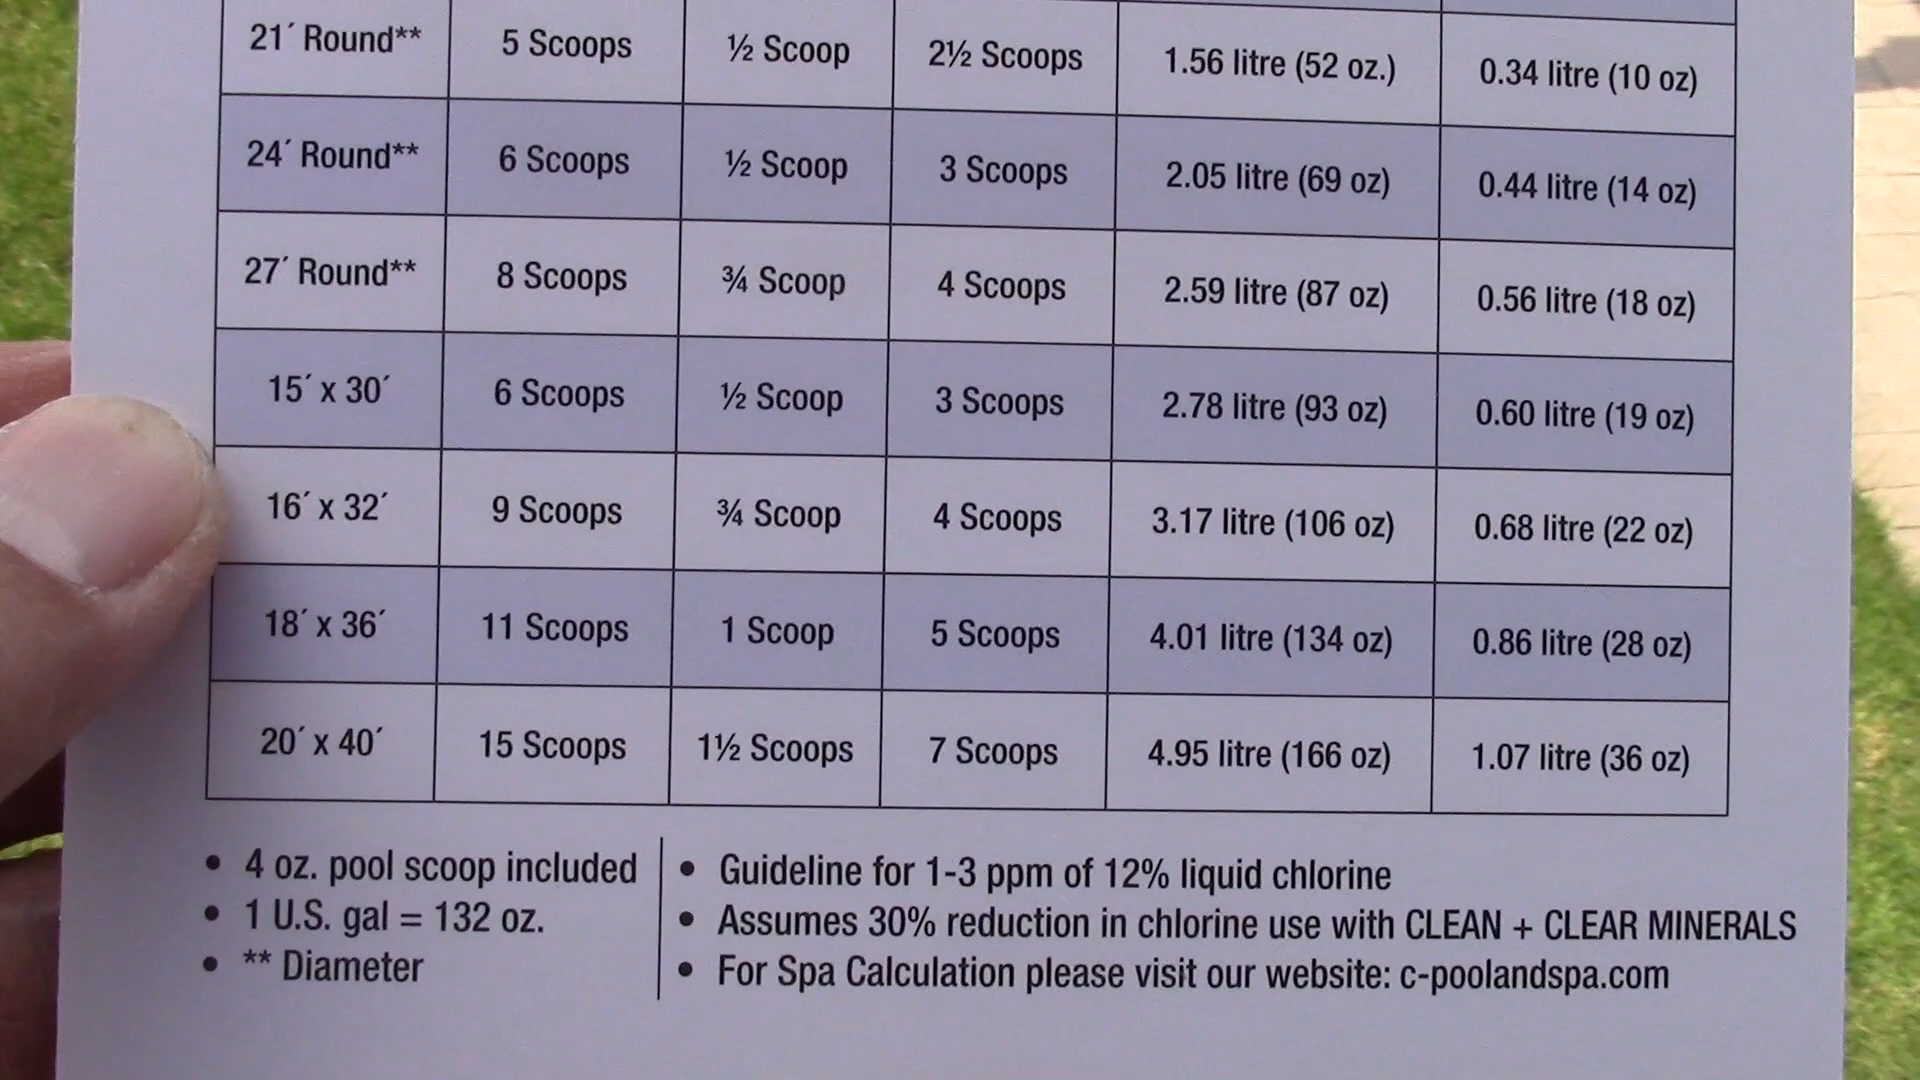 21´ Round** 5 Scoops ½ Scoop 2½ Scoops 1.56 litre (52 oz.) 0.34 litre (10 oz)
24´ Round** 6 Scoops ½ Scoop 3 Scoops 2.05 litre (69 oz) 0.44 litre (14 oz)
27´ Round** 8 Scoops ¾ Scoop 4 Scoops 2.59 litre (87 oz) 0.56 litre (18 oz)
15´ x 30´ 6 Scoops ½ Scoop 3 Scoops 2.78 litre (93 oz) 0.60 litre (19 oz)
16´ x 32´ 9 Scoops ¾ Scoop 4 Scoops 3.17 litre (106 oz) 0.68 litre (22 oz)
18´ x 36´ 11 Scoops 1 Scoop 5 Scoops 4.01 litre (134 oz) 0.86 litre (28 oz)
20´ x 40´ 15 Scoops 1½ Scoops 7 Scoops 4.95 litre (166 oz) 1.07 litre (36 oz)
• 4 oz. pool scoop included
• 1 U.S. gal = 132 oz.
• ** Diameter
• Guideline for 1-3 ppm of 12% liquid chlorine
• Assumes 30% reduction in chlorine use with CLEAN + CLEAR MINERALS
• For Spa Calculation please visit our website: c-poolandspa.com